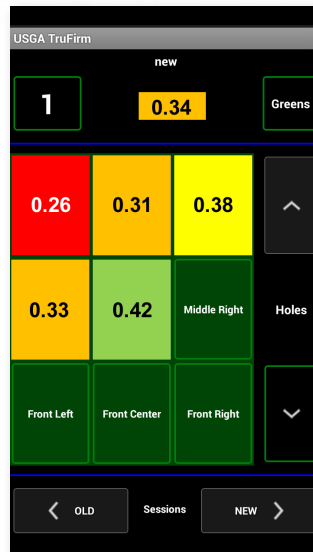 USGA TruFirm
new
1
0.34
Greens
0.26
0.31
0.38
0.33
0.42
Middle Right
Holes
Front Left
Front Center
Front Right
OLD
Sessions
NEW